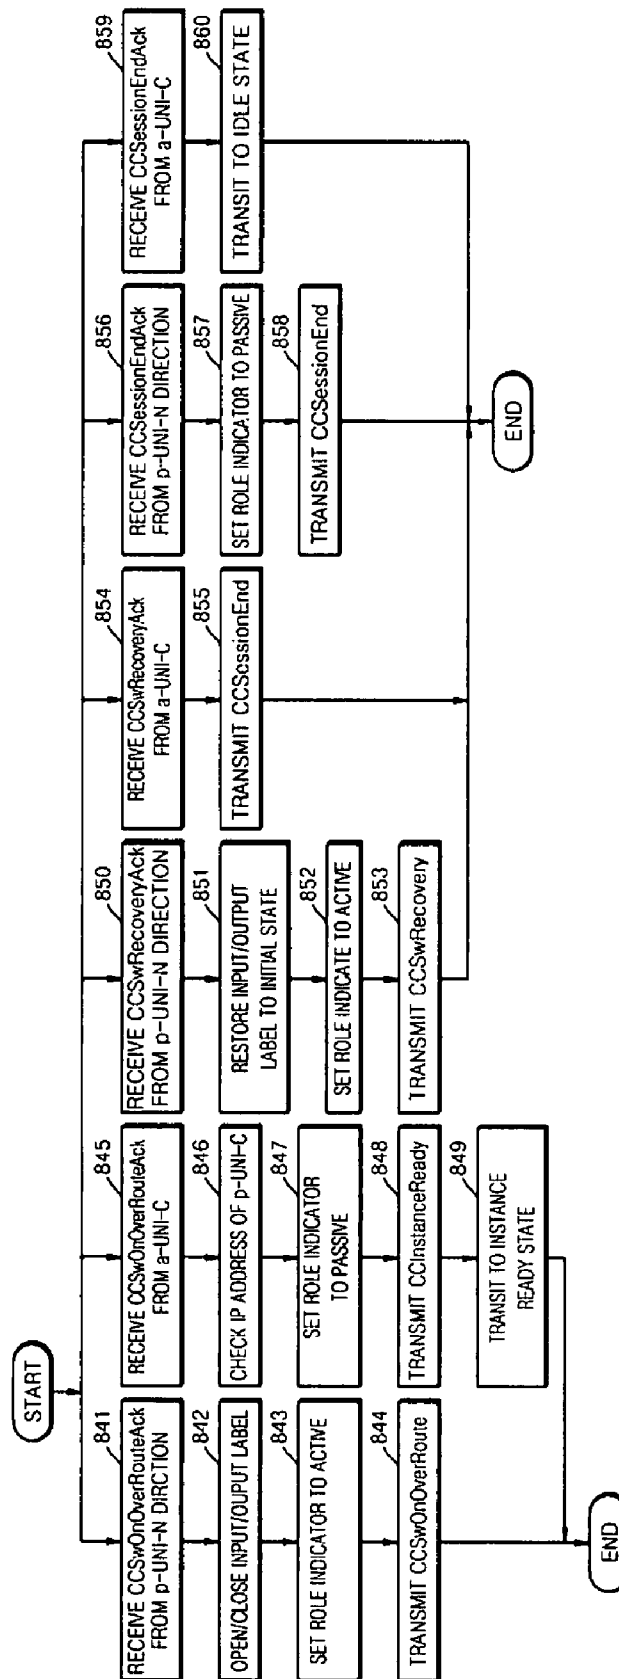 START
841
RECEIVE CCSwOnOverRouteAck
FROM p-UNI-N DIRCTION
842
OPEN/CLOSE INPUT/OUPUT LABEL
843
SET ROLE INDICATOR TO ACTIVE
844
TRANSMIT CCSwOnOverRoute
845
RECEIVE CCSwOnOverRouteAck
FROM a-UNI-C
846
CHECK IP ADDRESS OF p-UNI-C
847
SET ROLE INDICATOR
TO PASSIVE
848
TRANSMIT CCInstanceReady
849
TRANSIT TO INSTANCE
READY STATE
END
850
RECEIVE CCSwRecoveryAck
FROM p-UNI-N DIRECTION
851
RESTORE INPUT/OUTPUT
LABEL TO INITIAL STATE
852
SET ROLE INDICATE TO ACTIVE
853
TRANSMIT CCSwRecovery
854
RECEIVE CCSwRecoveryAck
FROM a-UNI-C
855
TRANSMIT CCSessionEnd
856
RECEIVE CCSessionEndAck
FROM p-UNI-N DIRECTION
857
SET ROLE INDICATOR TO PASSIVE
858
TRANSMIT CCSessionEnd
859
RECEIVE CCSessionEndAck
FROM a-UNI-C
860
TRANSIT TO IDLE STATE
END